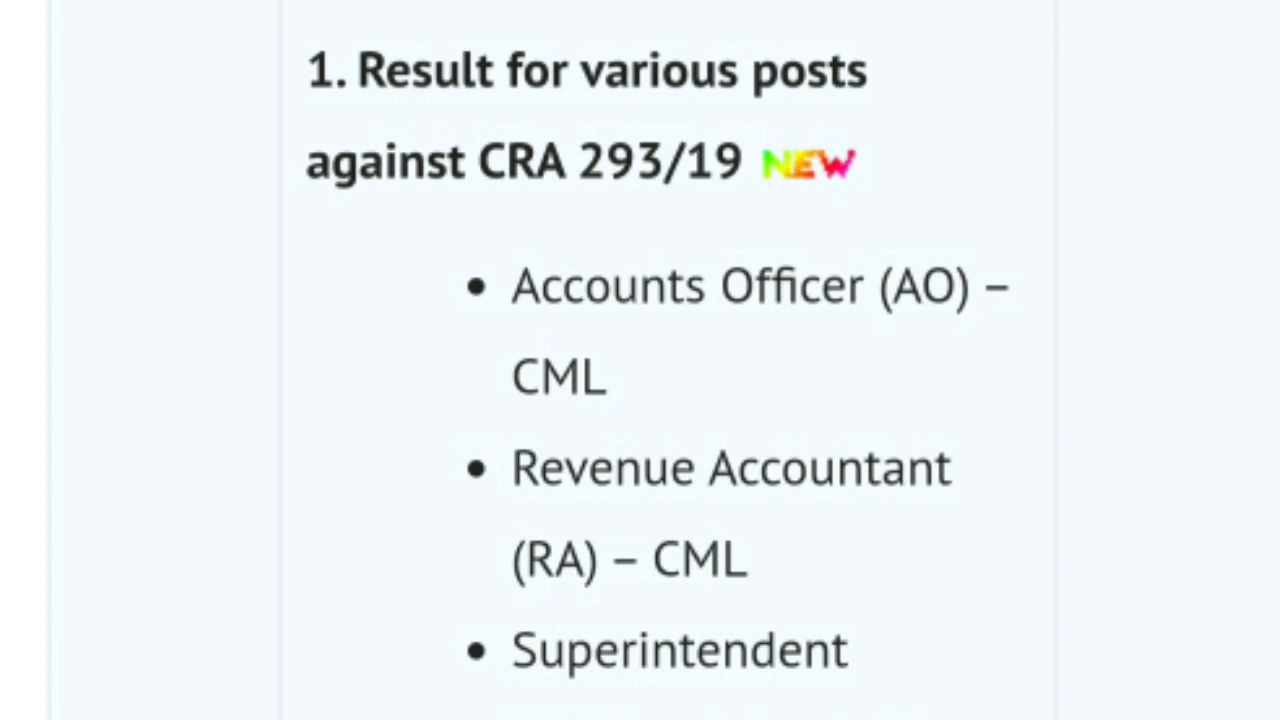 1. Result for various posts
against CRA 293/19 NEW
• Accounts Officer (AO) –
CML
• Revenue Accountant
(RA) – CML
• Superintendent